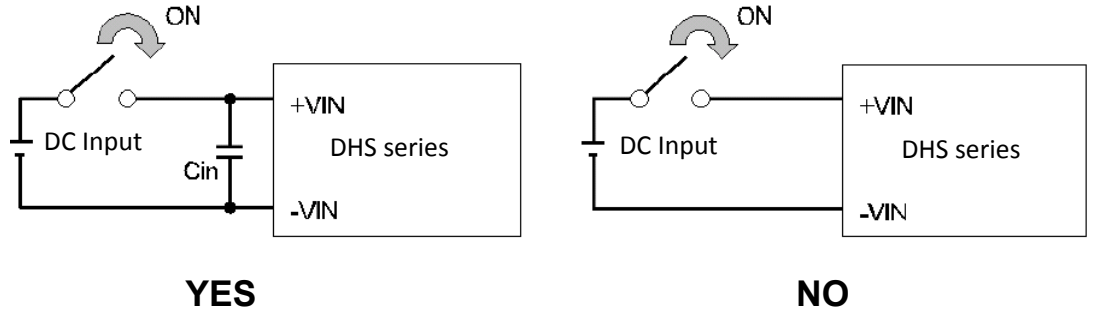 ON
+VIN
DC Input
DHS series
Cin
-VIN
YES
ON
+VIN
DC Input
DHS series
-VIN
NO